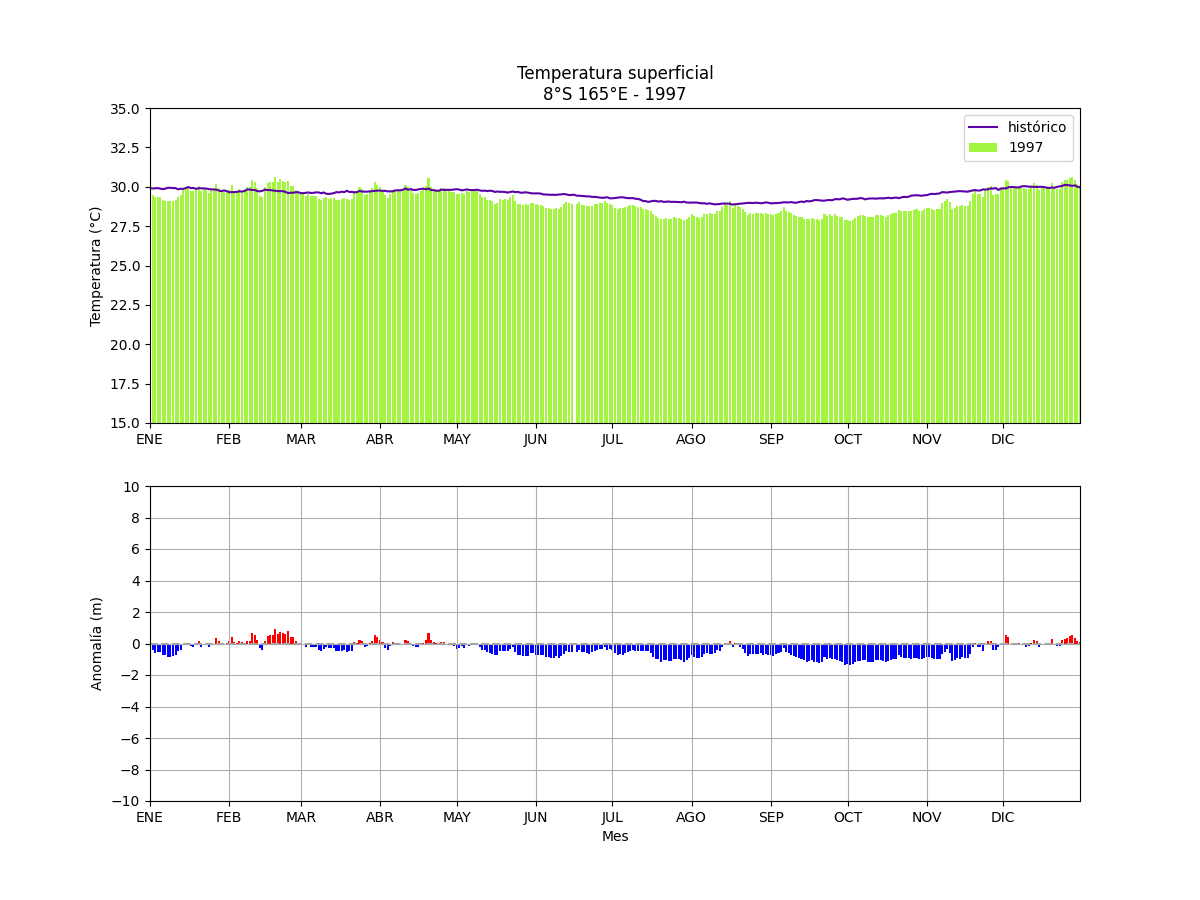 Temperatura superficial
8°S 165°E - 1997
35.0
32.5
30.0
27.5
25.0
22.5
20.0
17.5
15.0
Temperatura (°C)
histórico
1997
ENE FEB MAR ABR MAY JUN JUL AGO SEP OCT NOV DIC
10
8
6
4
2
0
−2
−4
−6
−8
−10
Anomalía (m)
ENE FEB MAR ABR MAY JUN JUL AGO SEP OCT NOV DIC
Mes